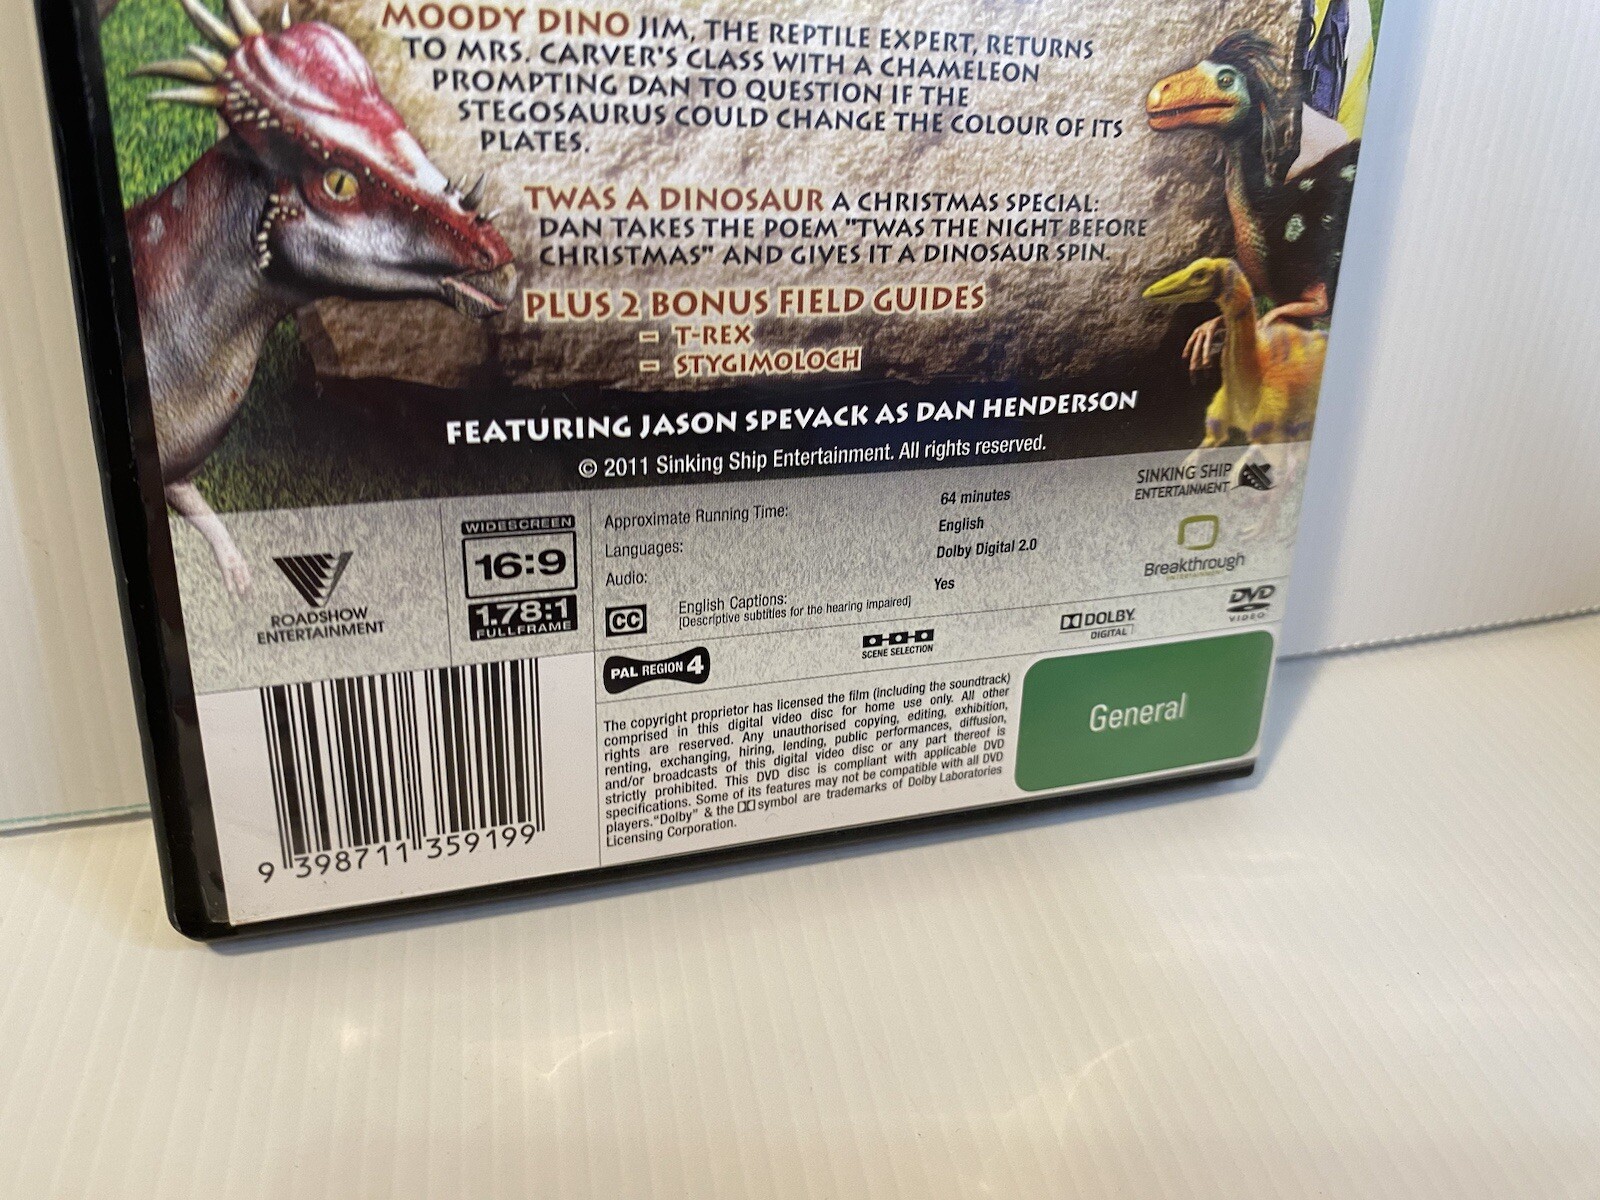 MOODY DINO JIM, THE REPTILE EXPERT, RETURNS
TO MRS. CARVER'S CLASS WITH A CHAMELEON
PROMPTING DAN TO QUESTION IF THE
STEGOSAURUS COULD CHANGE THE COLOUR OF ITS
PLATES.
TWAS A DINOSAUR A CHRISTMAS SPECIAL:
DAN TAKES THE POEM "TWAS THE NIGHT BEFORE
CHRISTMAS" AND GIVES IT A DINOSAUR SPIN.
PLUS 2 BONUS FIELD GUIDES
- T-REX
- STYGIMOLOCH
FEATURING JASON SPEVACK AS DAN HENDERSON
© 2011 Sinking Ship Entertainment. All rights reserved.
ROADSHOW
ENTERTAINMENT
WIDESCREEN
16:9
1.78:1
FULLFRAME
Approximate Running Time: 64 minutes
Languages: English
Audio: Dolby Digital 2.0
CC English Captions: Yes
[Descriptive subtitles for the hearing impaired]
SINKING SHIP
ENTERTAINMENT
Breakthrough
ENTERTAINMENT
PAL REGION 4
SCENE SELECTION
DOLBY
DIGITAL
DVD
VIDEO
The copyright proprietor has licensed the film (including the soundtrack)
comprised in this digital video disc for home use only. All other
rights are reserved. Any unauthorised copying, editing, exhibition,
renting, exchanging, hiring, lending, public performances, diffusion,
and/or broadcasts of this digital video disc or any part thereof is
strictly prohibited. This DVD disc is compliant with applicable DVD
specifications. Some of its features may not be compatible with all DVD
players. "Dolby" & the symbol are trademarks of Dolby Laboratories
Licensing Corporation.
General
9 398711 359199